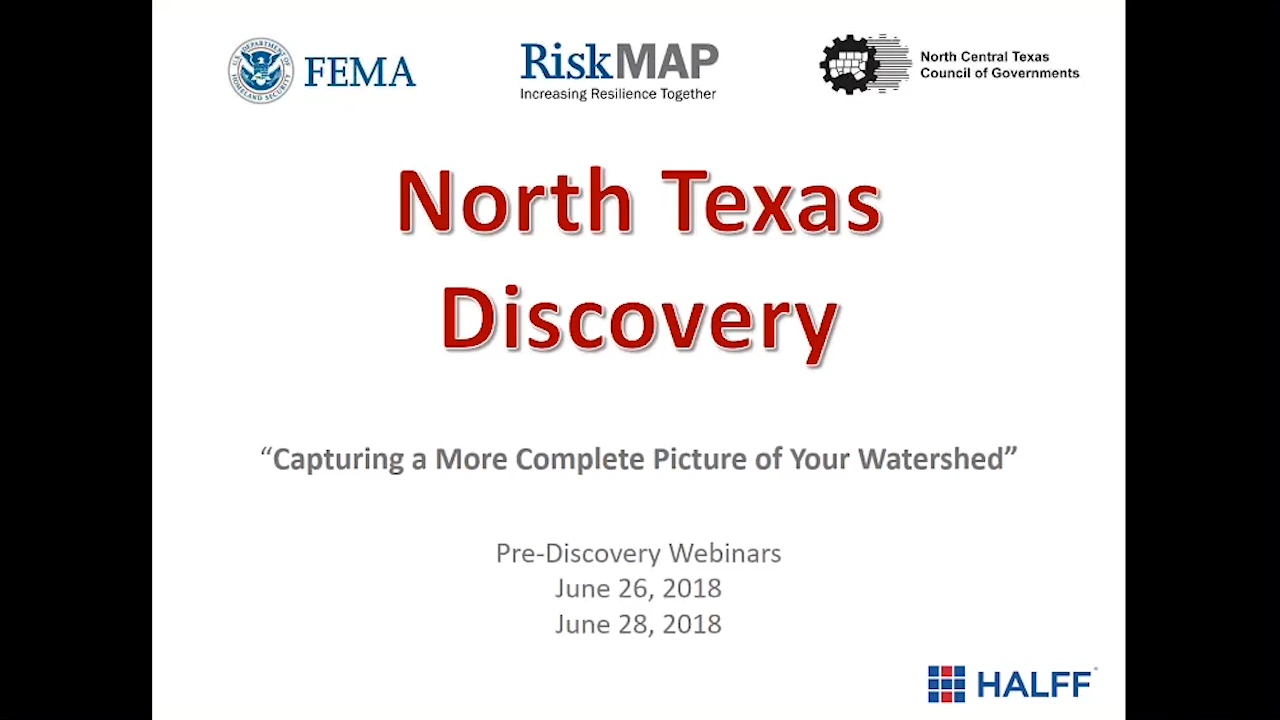 FEMA
RiskMAP
Increasing Resilience Together
North Central Texas
Council of Governments
North Texas
Discovery
“Capturing a More Complete Picture of Your Watershed”
Pre-Discovery Webinars
June 26, 2018
June 28, 2018
HALFF